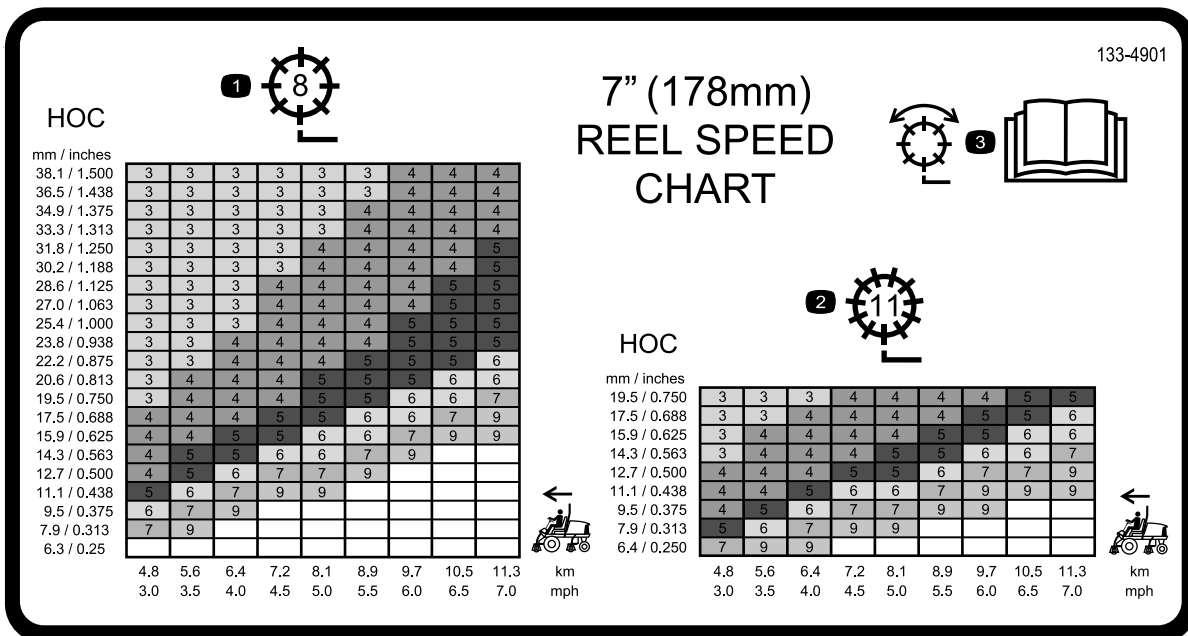 133-4901
7” (178mm)
REEL SPEED
CHART
1
8
3
HOC
mm / inches
38.1 / 1.500 3 3 3 3 3 3 4 4 4
36.5 / 1.438 3 3 3 3 3 3 4 4 4
34.9 / 1.375 3 3 3 3 3 4 4 4 4
33.3 / 1.313 3 3 3 3 3 4 4 4 4
31.8 / 1.250 3 3 3 3 4 4 4 4 5
30.2 / 1.188 3 3 3 3 4 4 4 4 5
28.6 / 1.125 3 3 3 4 4 4 4 5 5
27.0 / 1.063 3 3 3 4 4 4 4 5 5
25.4 / 1.000 3 3 3 4 4 4 5 5 5
23.8 / 0.938 3 3 4 4 4 4 5 5 5
22.2 / 0.875 3 3 4 4 4 5 5 5 6
20.6 / 0.813 3 4 4 4 5 5 5 6 6
19.5 / 0.750 3 4 4 4 5 5 6 6 7
17.5 / 0.688 4 4 4 5 5 6 6 7 9
15.9 / 0.625 4 4 5 5 6 6 7 9 9
14.3 / 0.563 4 5 5 6 6 7 9
12.7 / 0.500 4 5 6 7 7 9
11.1 / 0.438 5 6 7 9 9
9.5 / 0.375 6 7 9
7.9 / 0.313 7 9
6.3 / 0.25
4.8 5.6 6.4 7.2 8.1 8.9 9.7 10.5 11.3 km
3.0 3.5 4.0 4.5 5.0 5.5 6.0 6.5 7.0 mph
2
11
HOC
mm / inches
19.5 / 0.750 3 3 3 4 4 4 4 5 5
17.5 / 0.688 3 3 4 4 4 4 5 5 6
15.9 / 0.625 3 4 4 4 4 5 5 6 6
14.3 / 0.563 3 4 4 4 5 5 6 6 7
12.7 / 0.500 4 4 4 5 5 6 7 7 9
11.1 / 0.438 4 4 5 6 6 7 9 9 9
9.5 / 0.375 4 5 6 7 7 9 9
7.9 / 0.313 5 6 7 9 9
6.4 / 0.250 7 9 9
4.8 5.6 6.4 7.2 8.1 8.9 9.7 10.5 11.3 km
3.0 3.5 4.0 4.5 5.0 5.5 6.0 6.5 7.0 mph